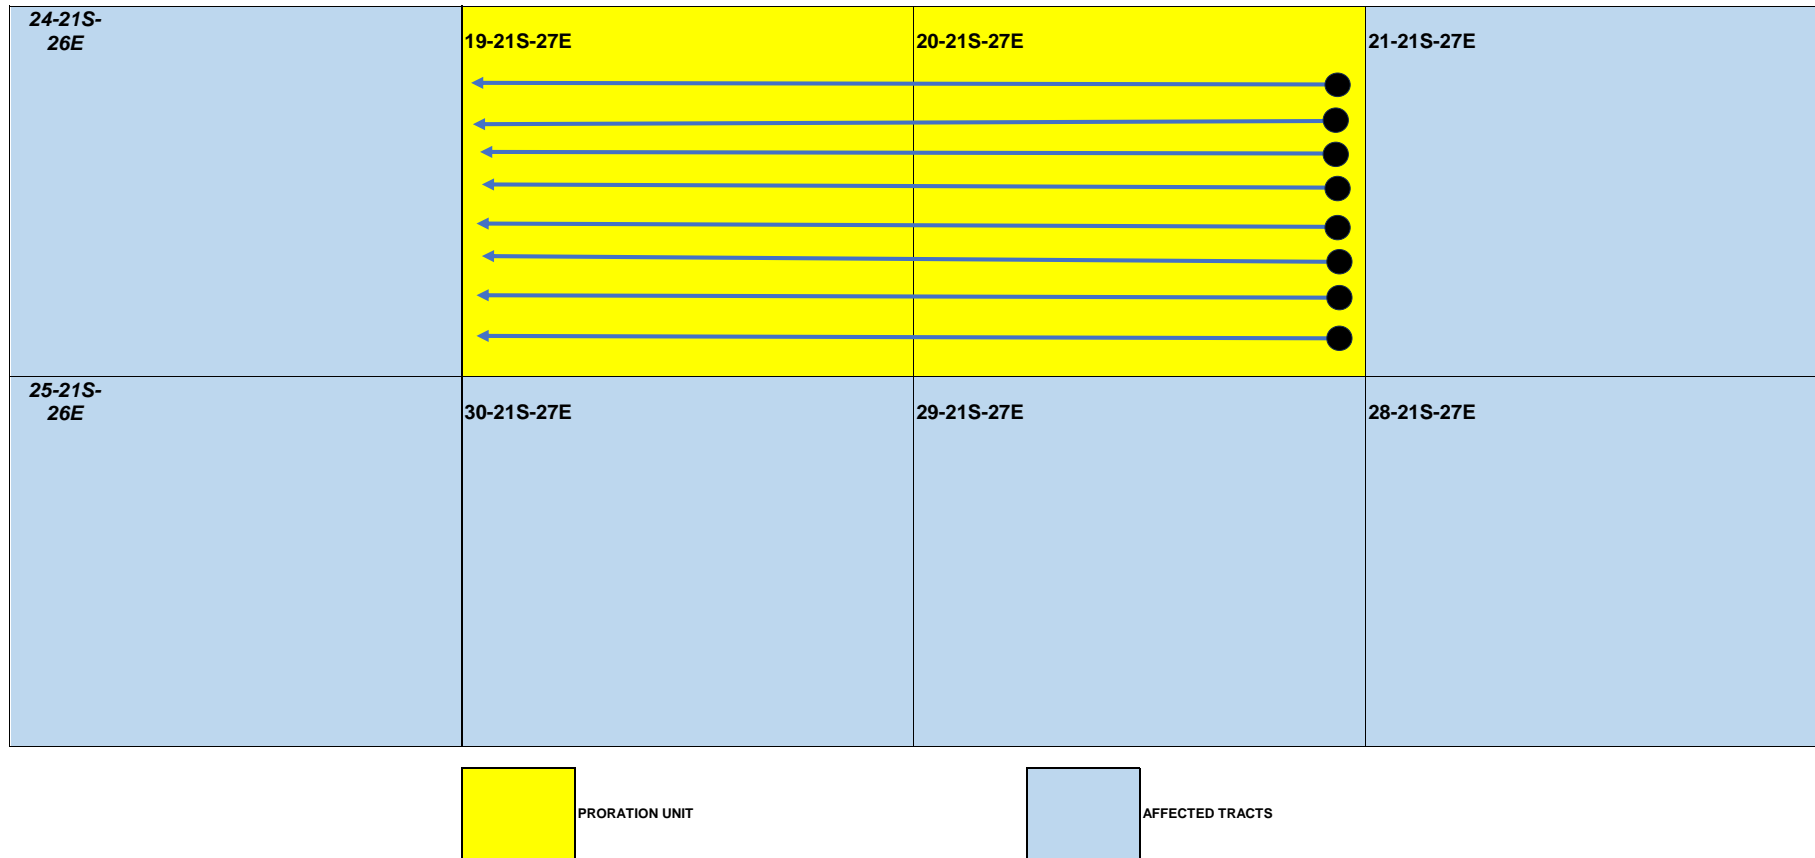 24-21S-
26E
19-21S-27E
20-21S-27E
21-21S-27E
25-21S-
26E
30-21S-27E
29-21S-27E
28-21S-27E
PRORATION UNIT
AFFECTED TRACTS